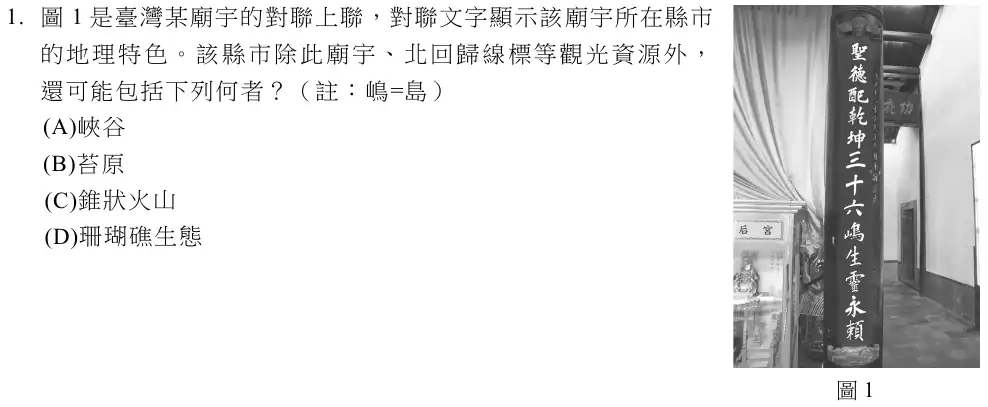 1. 圖 1 是臺灣某廟宇的對聯上聯，對聯文字顯示該廟宇所在縣市
的地理特色。該縣市除此廟宇、北回歸線標等觀光資源外，
還可能包括下列何者？（註：嶋=島）
(A)峽谷
(B)苔原
(C)錐狀火山
(D)珊瑚礁生態
聖德配乾坤三十六嶋生靈永賴
后宮
圖 1